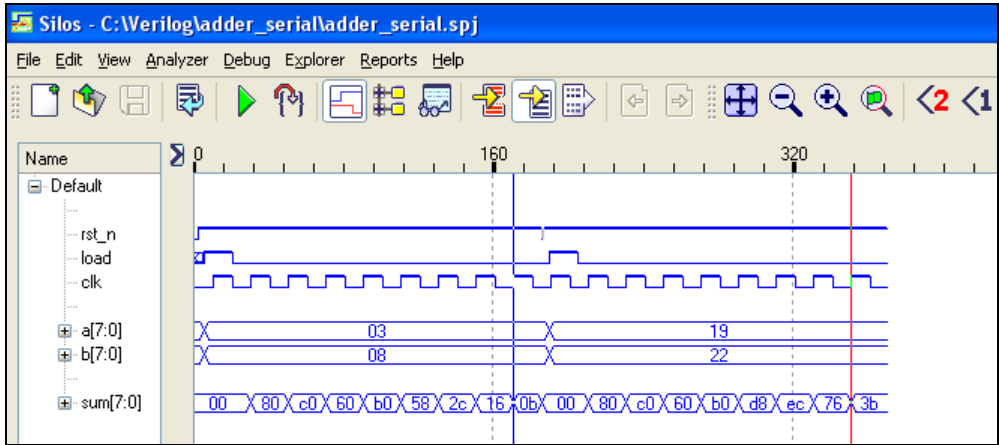 Silos - C:\Verilog\adder_serial\adder_serial.spj
File Edit View Analyzer Debug Explorer Reports Help
2 1
Name 0 160 320
Default
rst_n
load
clk
a[7:0] 03 19
b[7:0] 08 22
sum[7:0] 00 80 c0 60 b0 58 2c 16 0b 00 80 c0 60 b0 d8 ec 76 3b